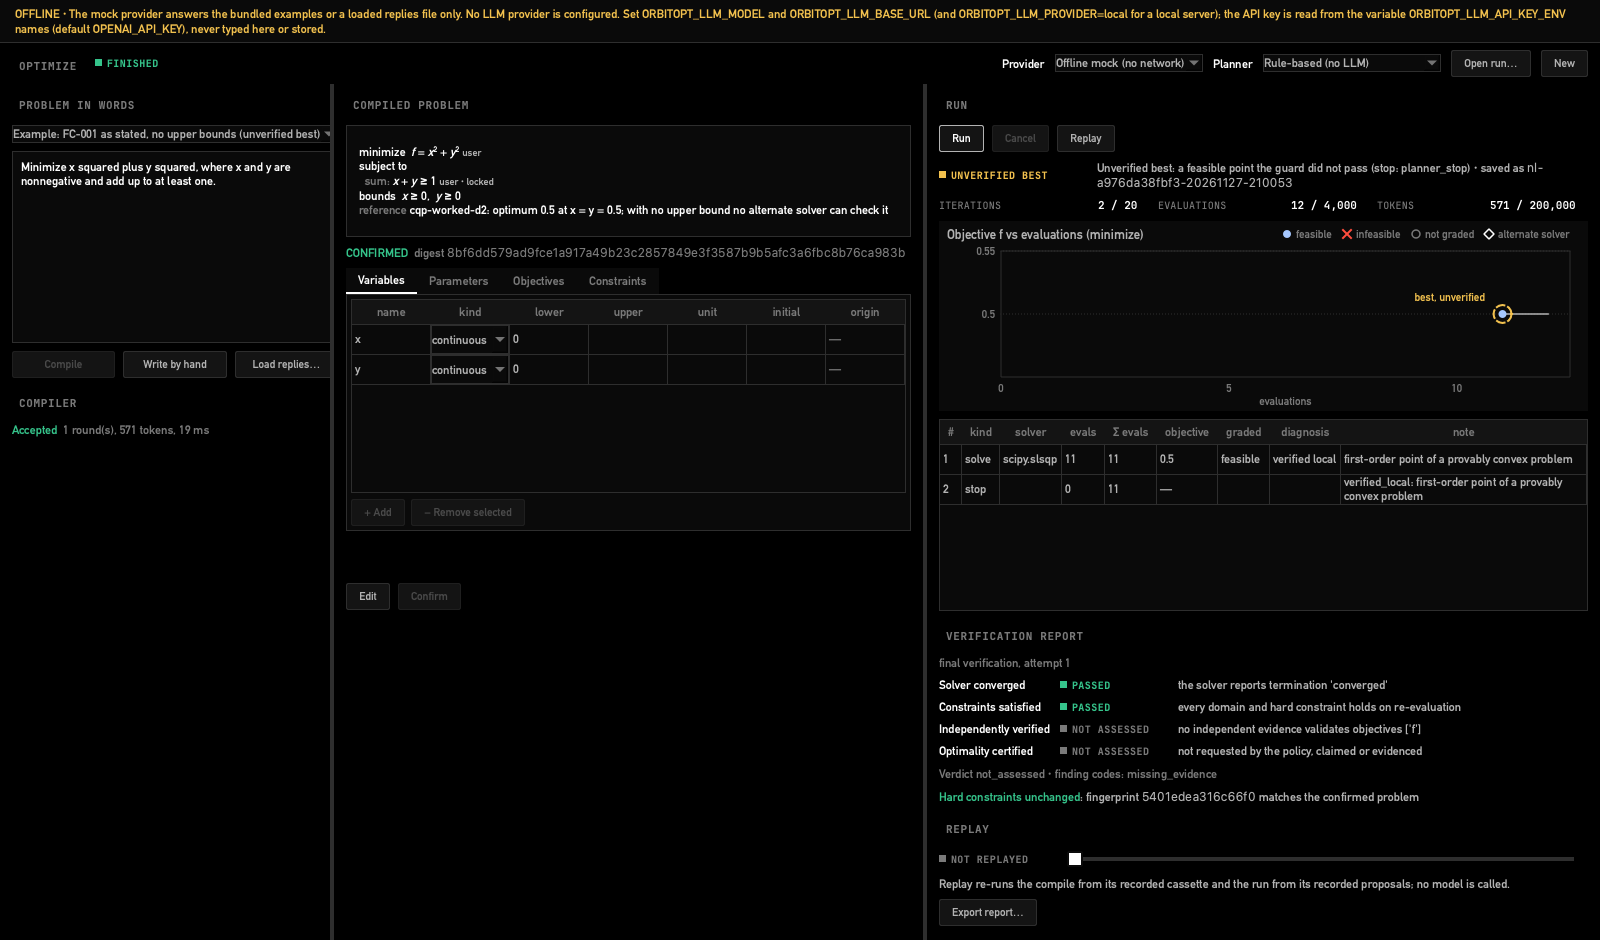 OFFLINE • The mock provider answers the bundled examples or a loaded replies file only. No LLM provider is configured. Set ORBITOPT_LLM_MODEL and ORBITOPT_LLM_BASE_URL (and ORBITOPT_LLM_PROVIDER=local for a local server); the API key is read from the variable ORBITOPT_LLM_API_KEY_ENV
names (default OPENAI_API_KEY), never typed here or stored.
OPTIMIZE FINISHED Provider Offline mock (no network) Planner Rule-based (no LLM) Open run... New
PROBLEM IN WORDS
Example: FC-001 as stated, no upper bounds (unverified best)
Minimize x squared plus y squared, where x and y are
nonnegative and add up to at least one.
Compile Write by hand Load replies...
COMPILER
Accepted 1 round(s), 571 tokens, 19 ms
COMPILED PROBLEM
minimize f = x² + y² user
subject to
sum: x + y ≥ 1 user • locked
bounds x ≥ 0, y ≥ 0
reference cqp-worked-d2: optimum 0.5 at x = y = 0.5; with no upper bound no alternate solver can check it
CONFIRMED digest 8bf6dd579ad9fce1a917a49b23c2857849e3f3587b9b5afc3a6fbc8b76ca983b
Variables Parameters Objectives Constraints
name kind lower upper unit initial origin
x continuous 0 —
y continuous 0 —
+ Add − Remove selected
Edit Confirm
RUN
Run Cancel Replay
UNVERIFIED BEST Unverified best: a feasible point the guard did not pass (stop: planner_stop) • saved as nl-
a976da38fbf3-20261127-210053
ITERATIONS 2 / 20 EVALUATIONS 12 / 4,000 TOKENS 571 / 200,000
Objective f vs evaluations (minimize) feasible infeasible not graded alternate solver
0.55
best, unverified
0.5
0 5 10
evaluations
# kind solver evals Σ evals objective graded diagnosis note
1 solve scipy.slsqp 11 11 0.5 feasible verified local first-order point of a provably convex problem
2 stop 0 11 — verified_local: first-order point of a provably
convex problem
VERIFICATION REPORT
final verification, attempt 1
Solver converged PASSED the solver reports termination 'converged'
Constraints satisfied PASSED every domain and hard constraint holds on re-evaluation
Independently verified NOT ASSESSED no independent evidence validates objectives ['f']
Optimality certified NOT ASSESSED not requested by the policy, claimed or evidenced
Verdict not_assessed • finding codes: missing_evidence
Hard constraints unchanged: fingerprint 5401edea316c66f0 matches the confirmed problem
REPLAY
NOT REPLAYED
Replay re-runs the compile from its recorded cassette and the run from its recorded proposals; no model is called.
Export report...